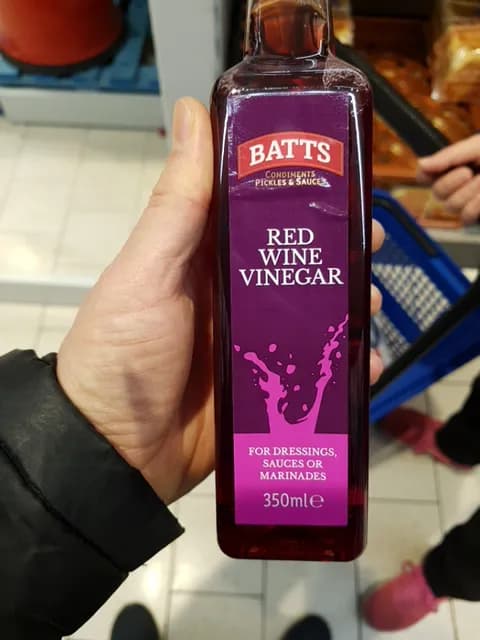 BATTS
CONDIMENTS
PICKLES & SAUCES
RED
WINE
VINEGAR
FOR DRESSINGS,
SAUCES OR
MARINADES
350ml℮